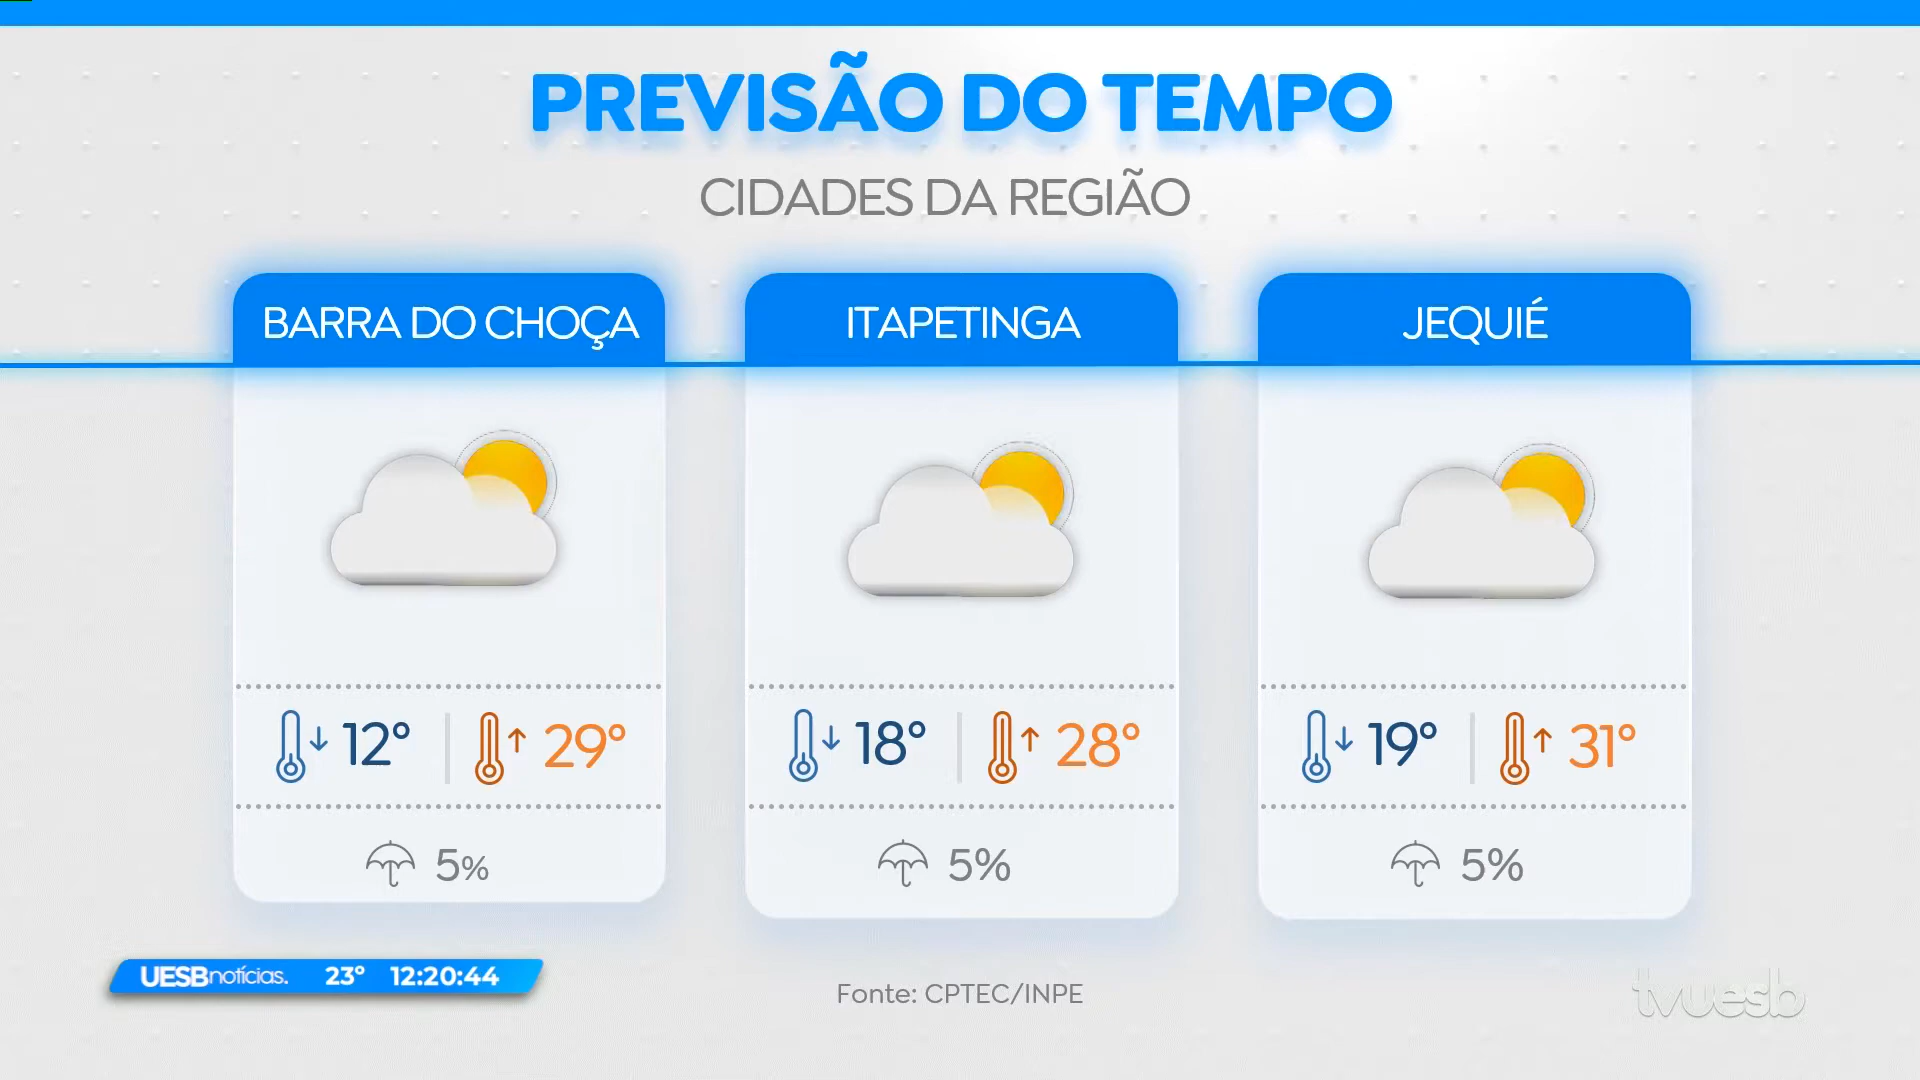 PREVISÃO DO TEMPO
CIDADES DA REGIÃO
BARRA DO CHOÇA
12° 29°
5%
ITAPETINGA
18° 28°
5%
JEQUIÉ
19° 31°
5%
UESBnotícias. 23° 12:20:44
Fonte: CPTEC/INPE
tvuesb